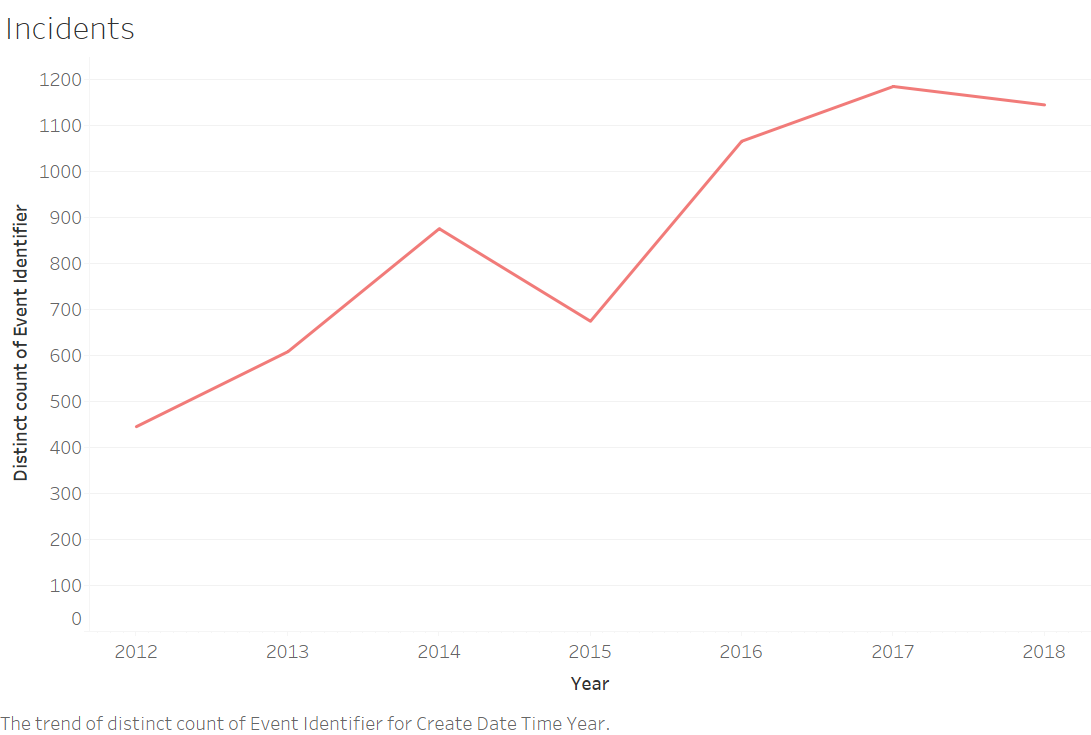 Incidents
1200
1100
1000
900
800
700
600
500
400
300
200
100
0
Distinct count of Event Identifier
2012 2013 2014 2015 2016 2017 2018
Year
The trend of distinct count of Event Identifier for Create Date Time Year.